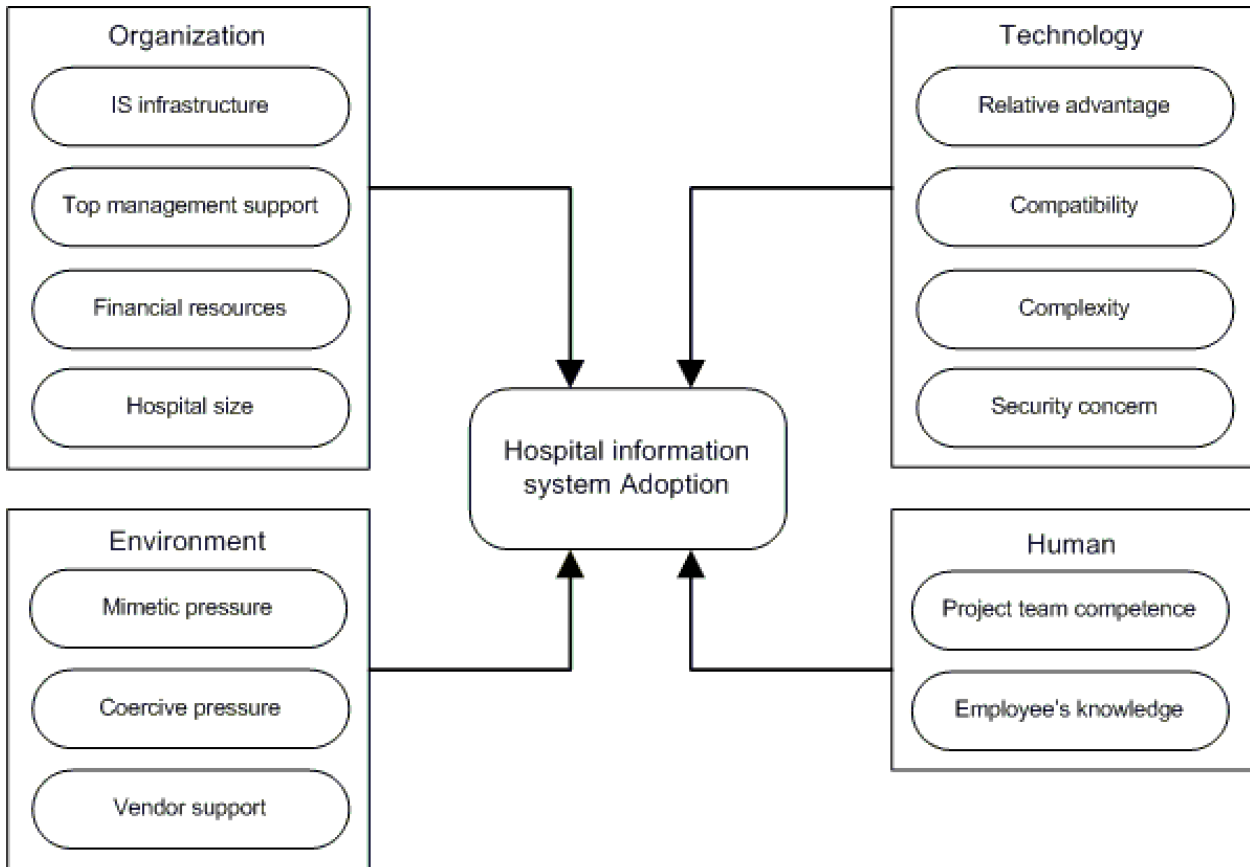 Organization
IS infrastructure
Top management support
Financial resources
Hospital size
Technology
Relative advantage
Compatibility
Complexity
Security concern
Hospital information
system Adoption
Environment
Mimetic pressure
Coercive pressure
Vendor support
Human
Project team competence
Employee's knowledge